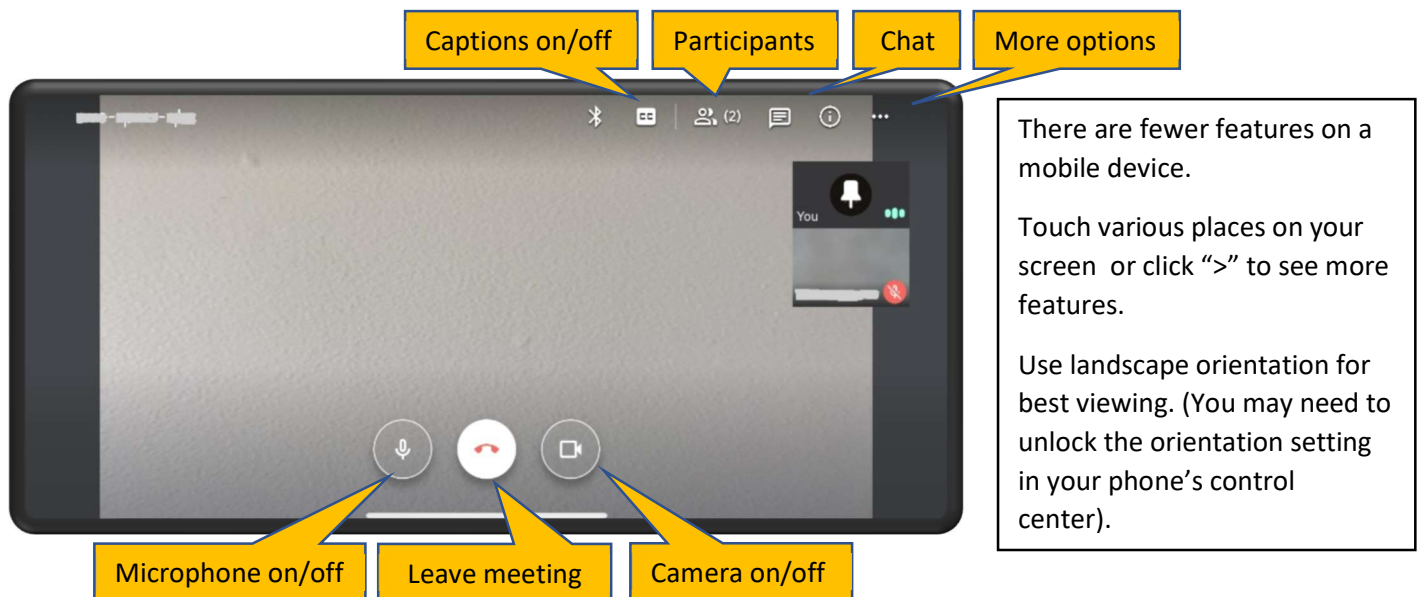 Captions on/off
Participants
Chat
More options
CC
(2)
You
Microphone on/off
Leave meeting
Camera on/off
There are fewer features on a
mobile device.
Touch various places on your
screen  or click “>” to see more
features.
Use landscape orientation for
best viewing. (You may need to
unlock the orientation setting
in your phone’s control
center).